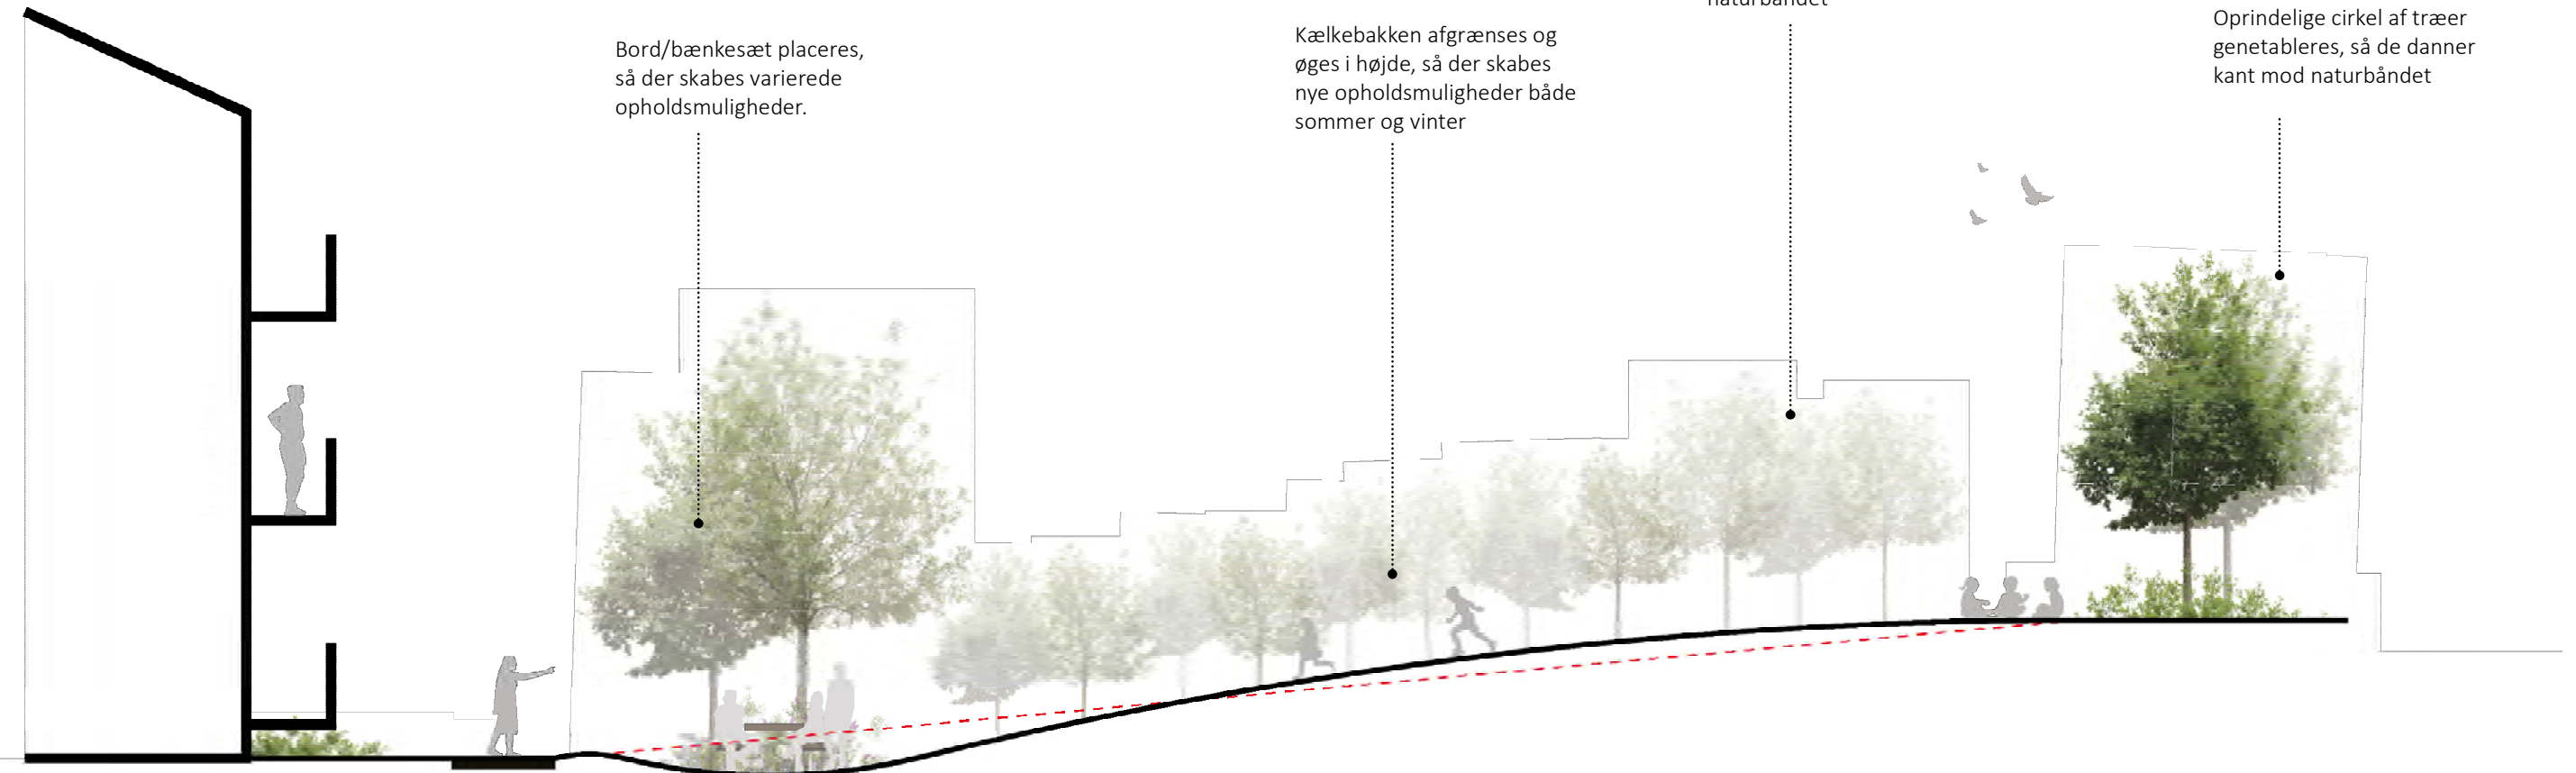 Bord/bænkesæt placeres,
så der skabes varierede
opholdsmuligheder.
Kælkebakken afgrænses og
øges i højde, så der skabes
nye opholdsmuligheder både
sommer og vinter
naturbåndet
Oprindelige cirkel af træer
genetableres, så de danner
kant mod naturbåndet